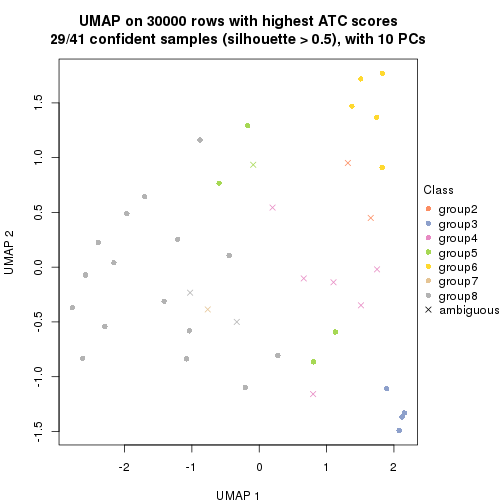 UMAP on 30000 rows with highest ATC scores
29/41 confident samples (silhouette > 0.5), with 10 PCs
1.5
1.0
0.5
0.0
-0.5
-1.0
-1.5
UMAP 2
-2
-1
0
1
2
UMAP 1
Class
group2
group3
group4
group5
group6
group7
group8
ambiguous